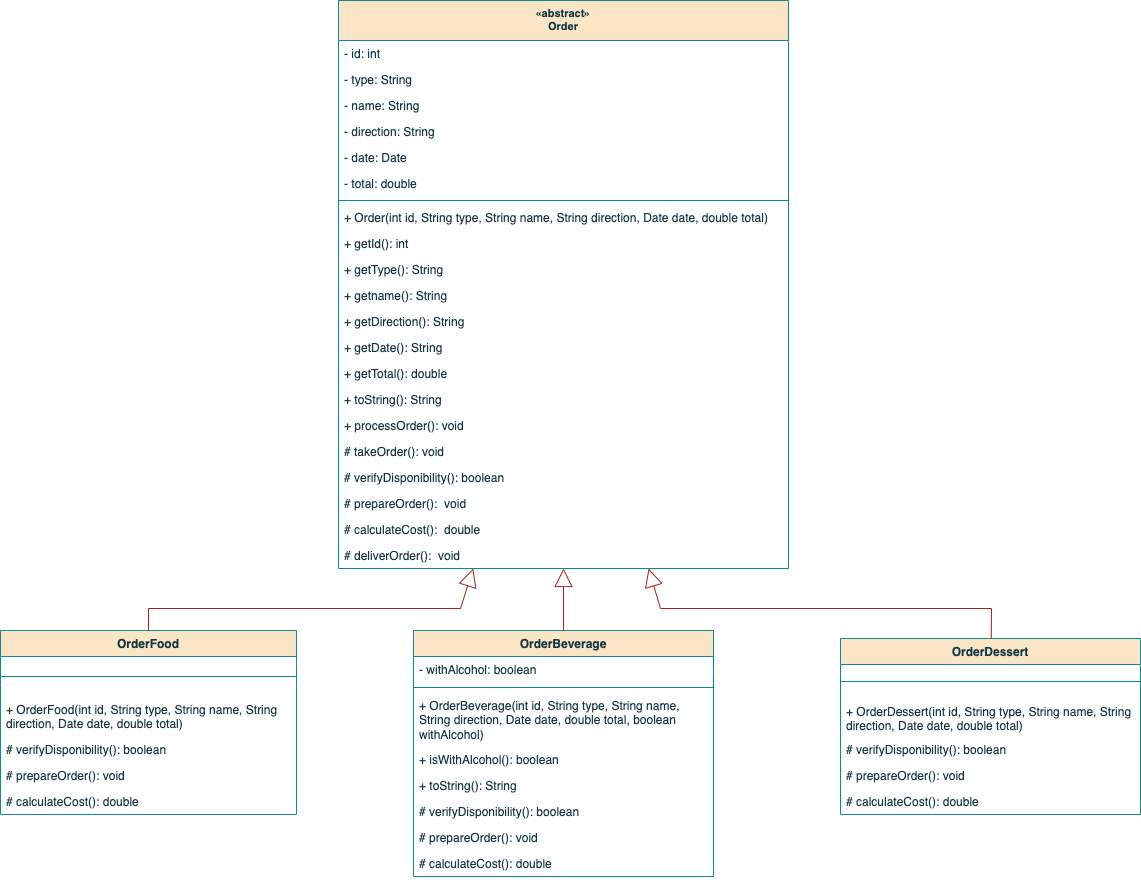 «abstract»
Order
- id: int
- type: String
- name: String
- direction: String
- date: Date
- total: double
+ Order(int id, String type, String name, String direction, Date date, double total)
+ getId(): int
+ getType(): String
+ getname(): String
+ getDirection(): String
+ getDate(): String
+ getTotal(): double
+ toString(): String
+ processOrder(): void
# takeOrder(): void
# verifyDisponibility(): boolean
# prepareOrder():  void
# calculateCost():  double
# deliverOrder():  void
OrderFood
+ OrderFood(int id, String type, String name, String
direction, Date date, double total)
# verifyDisponibility(): boolean
# prepareOrder(): void
# calculateCost(): double
OrderBeverage
- withAlcohol: boolean
+ OrderBeverage(int id, String type, String name,
String direction, Date date, double total, boolean
withAlcohol)
+ isWithAlcohol(): boolean
+ toString(): String
# verifyDisponibility(): boolean
# prepareOrder(): void
# calculateCost(): double
OrderDessert
+ OrderDessert(int id, String type, String name, String
direction, Date date, double total)
# verifyDisponibility(): boolean
# prepareOrder(): void
# calculateCost(): double